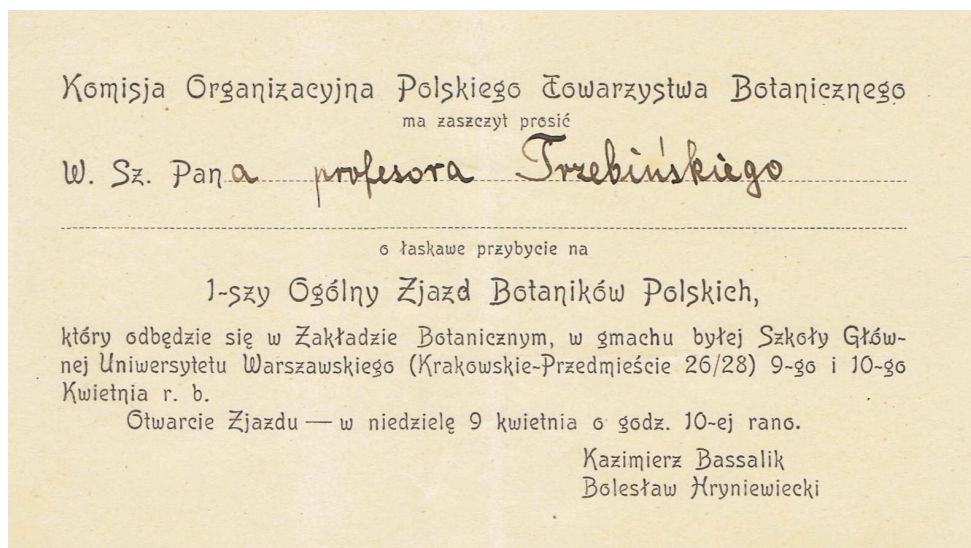 Komisja Organizacyjna Polskiego Towarzystwa Botanicznego
ma zaszczyt prosić
W. Sz. Pana profesora Trzebińskiego
o łaskawe przybycie na
1-szy Ogólny Zjazd Botaników Polskich,
który odbędzie się w Zakładzie Botanicznym, w gmachu byłej Szkoły Głów-
nej Uniwersytetu Warszawskiego (Krakowskie-Przedmieście 26/28) 9-go i 10-go
Kwietnia r. b.
Otwarcie Zjazdu — w niedzielę 9 kwietnia o godz. 10-ej rano.
Kazimierz Bassalik
Bolesław Hryniewiecki